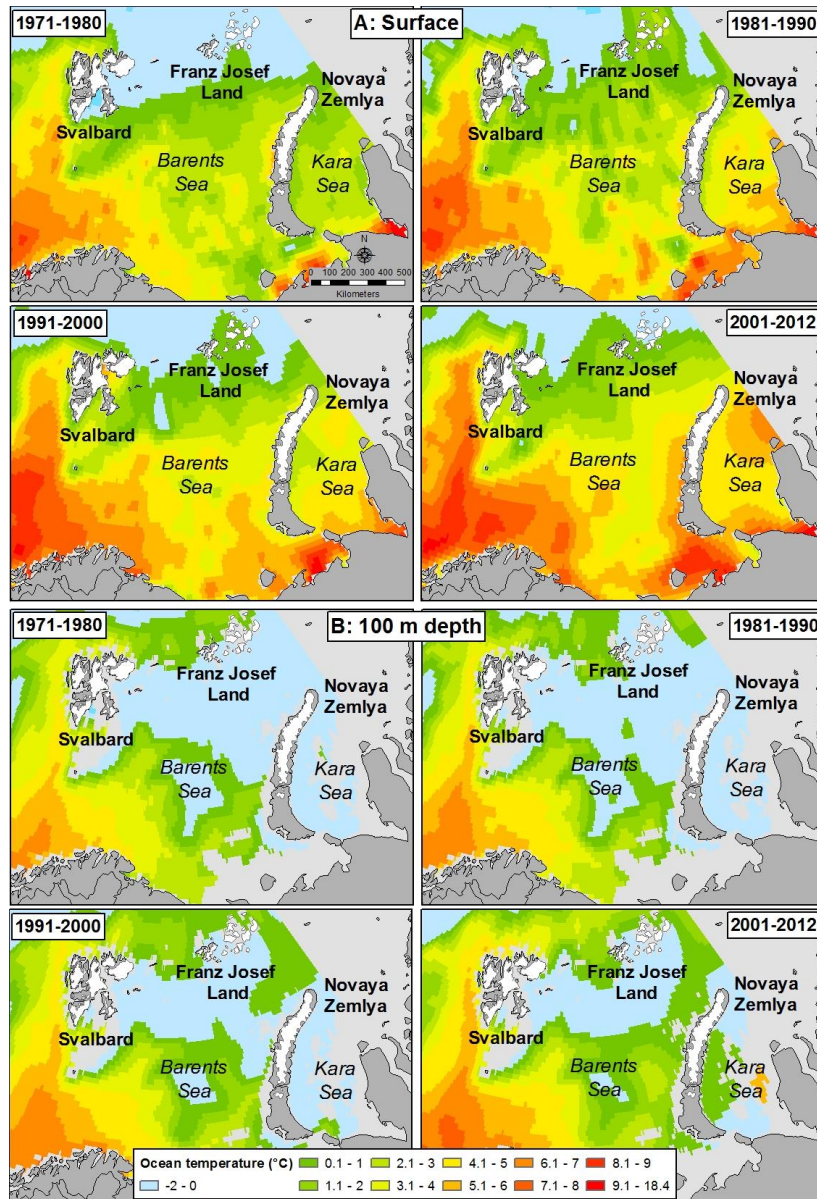 A: Surface
1971-1980
Franz Josef
Land
Novaya
Zemlya
Svalbard
Barents
Sea
Kara
Sea
N
0 100 200 300 400 500
Kilometers
1981-1990
Franz Josef
Land
Novaya
Zemlya
Svalbard
Barents
Sea
Kara
Sea
1991-2000
Franz Josef
Land
Novaya
Zemlya
Svalbard
Barents
Sea
Kara
Sea
2001-2012
Franz Josef
Land
Novaya
Zemlya
Svalbard
Barents
Sea
Kara
Sea
B: 100 m depth
1971-1980
Franz Josef
Land
Novaya
Zemlya
Svalbard
Barents
Sea
Kara
Sea
1981-1990
Franz Josef
Land
Novaya
Zemlya
Svalbard
Barents
Sea
Kara
Sea
1991-2000
Franz Josef
Land
Novaya
Zemlya
Svalbard
Barents
Sea
Kara
Sea
2001-2012
Franz Josef
Land
Novaya
Zemlya
Svalbard
Barents
Sea
Kara
Sea
Ocean temperature (°C) 0.1 - 1 2.1 - 3 4.1 - 5 6.1 - 7 8.1 - 9
-2 - 0 1.1 - 2 3.1 - 4 5.1 - 6 7.1 - 8 9.1 - 18.4